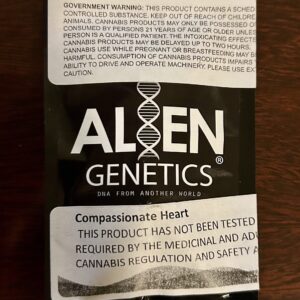 GOVERNMENT WARNING: THIS PRODUCT CONTAINS A SCHED
CONTROLLED SUBSTANCE. KEEP OUT OF REACH OF CHILDRE
ANIMALS. CANNABIS PRODUCTS MAY ONLY BE POSSESSED O
CONSUMED BY PERSONS 21 YEARS OF AGE OR OLDER UNLES
PERSON IS A QUALIFIED PATIENT. THE INTOXICATING EFFECT
CANNABIS PRODUCTS MAY BE DELAYED UP TO TWO HOURS.
CANNABIS USE WHILE PREGNANT OR BREASTFEEDING MAY B
HARMFUL. CONSUMPTION OF CANNABIS PRODUCTS IMPAIRS
ABILITY TO DRIVE AND OPERATE MACHINERY. PLEASE USE EX
CAUTION.
ALIEN
GENETICS®
DNA FROM ANOTHER WORLD
Compassionate Heart
THIS PRODUCT HAS NOT BEEN TESTED
REQUIRED BY THE MEDICINAL AND ADU
CANNABIS REGULATION AND SAFETY A